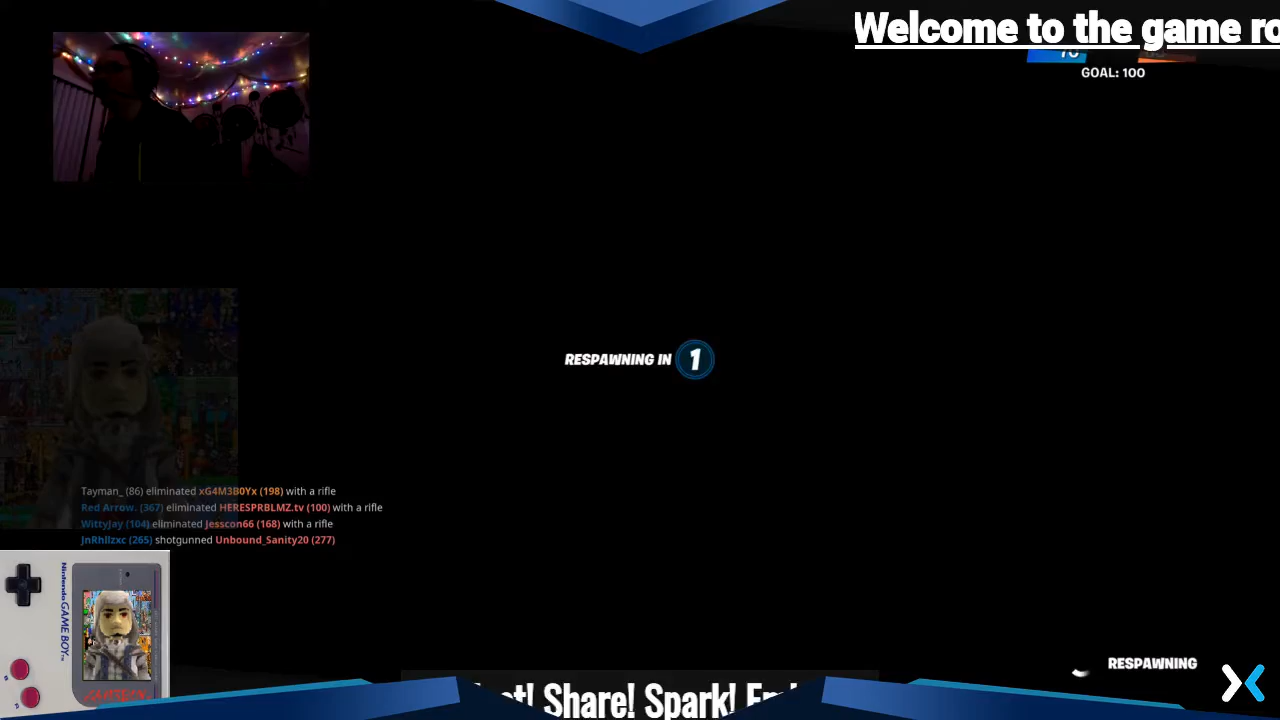 Welcome to the game
GOAL: 100
RESPAWNING IN 1
Tayman_ (86) eliminated xG4M3B0Yx (198) with a rifle
Red Arrow. (367) eliminated HERESPRBLMZ.tv (100) with a rifle
WittyJay (104) eliminated Jesscon66 (168) with a rifle
JnRhllzxc (265) shotgunned Unbound_Sanity20 (277)
Nintendo GAME BOY
RESPAWNING
Share! Spark!